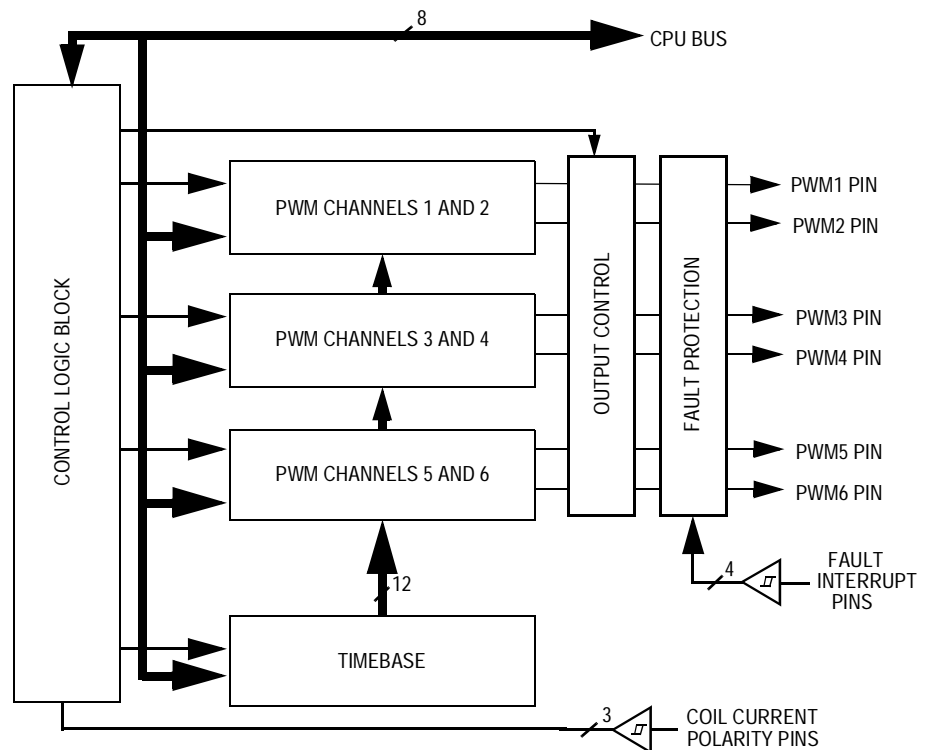 8
CPU BUS
CONTROL LOGIC BLOCK
PWM CHANNELS 1 AND 2
PWM CHANNELS 3 AND 4
PWM CHANNELS 5 AND 6
12
TIMEBASE
OUTPUT CONTROL
FAULT PROTECTION
PWM1 PIN
PWM2 PIN
PWM3 PIN
PWM4 PIN
PWM5 PIN
PWM6 PIN
4
FAULT
INTERRUPT
PINS
3
COIL CURRENT
POLARITY PINS